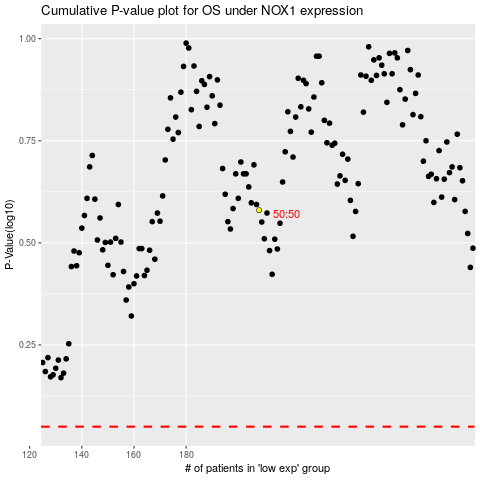 Cumulative P-value plot for OS under NOX1 expression
P-Value(log10)
1.00
0.75
0.50
0.25
50:50
120 140 160 180
# of patients in 'low exp' group